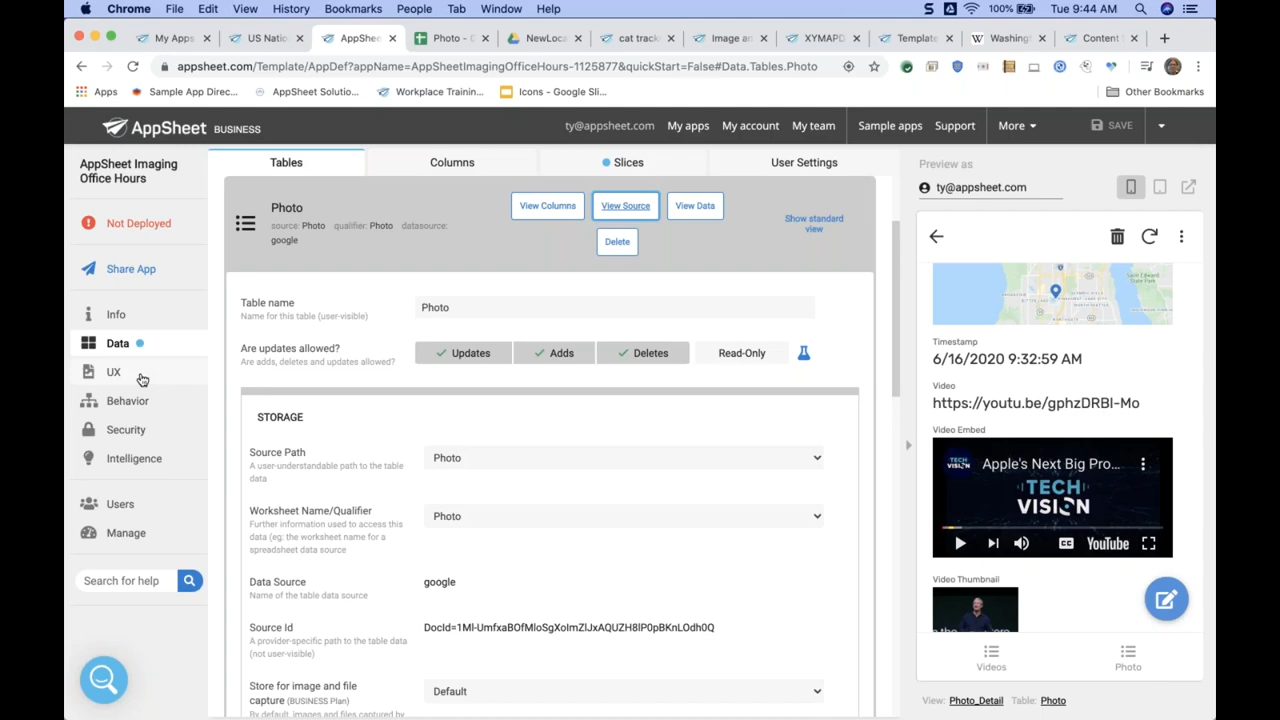 Chrome File Edit View History Bookmarks People Tab Window Help
S 100% Tue 9:44 AM
My Apps US Nation AppShee Photo - G NewLoca cat track Image an XYMAPD Template Washing Content S
appsheet.com/Template/AppDef?appName=AppSheetImagingOfficeHours-1125877&quickStart=False#Data.Tables.Photo
Apps Sample App Direc... AppSheet Solutio... Workplace Trainin... Icons - Google Sli... Other Bookmarks
AppSheet BUSINESS
ty@appsheet.com My apps My account My team Sample apps Support More SAVE
AppSheet Imaging
Office Hours
Not Deployed
Share App
Info
Data
UX
Behavior
Security
Intelligence
Users
Manage
Search for help
Tables Columns Slices User Settings
Photo
source: Photo qualifier: Photo datasource:
google
View Columns View Source View Data
Delete
Show standard
view
Table name
Name for this table (user-visible)
Photo
Are updates allowed?
Are adds, deletes and updates allowed?
Updates Adds Deletes Read-Only
STORAGE
Source Path
A user-understandable path to the table
data
Photo
Worksheet Name/Qualifier
Further information used to access this
data (eg: the worksheet name for a
spreadsheet data source
Photo
Data Source
Name of the table data source
google
Source Id
A provider-specific path to the table data
(not user-visible)
Store for image and file
capture (BUSINESS Plan)
By default, images and files captured by
Default
Preview as
ty@appsheet.com
Timestamp
6/16/2020 9:32:59 AM
Video
https://youtu.be/gphzDRBI-Mo
Video Embed
TECH
VISION
Apple's Next Big Pro...
TECH
VISION
CC YouTube
Video Thumbnail
Videos Photo
View: Photo_Detail Table: Photo